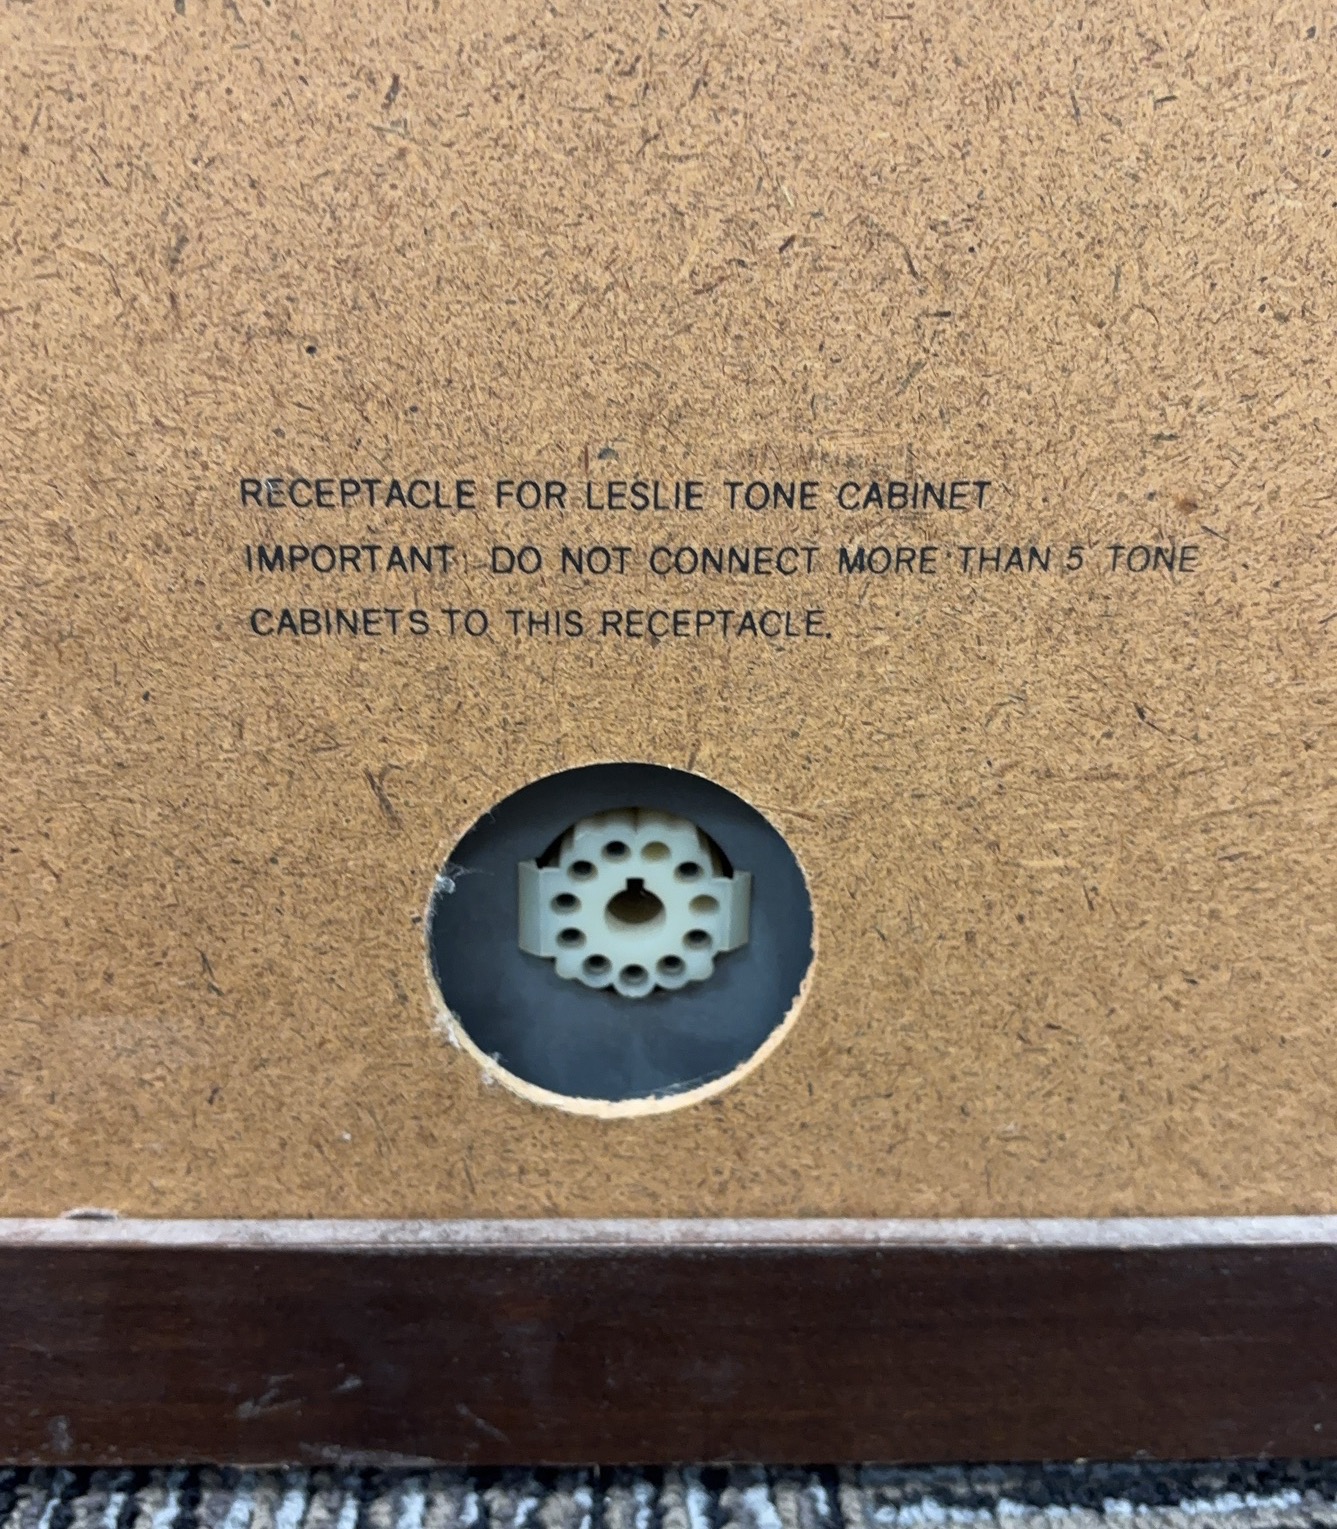 RECEPTACLE FOR LESLIE TONE CABINET
IMPORTANT: DO NOT CONNECT MORE THAN 5 TONE
CABINETS TO THIS RECEPTACLE.